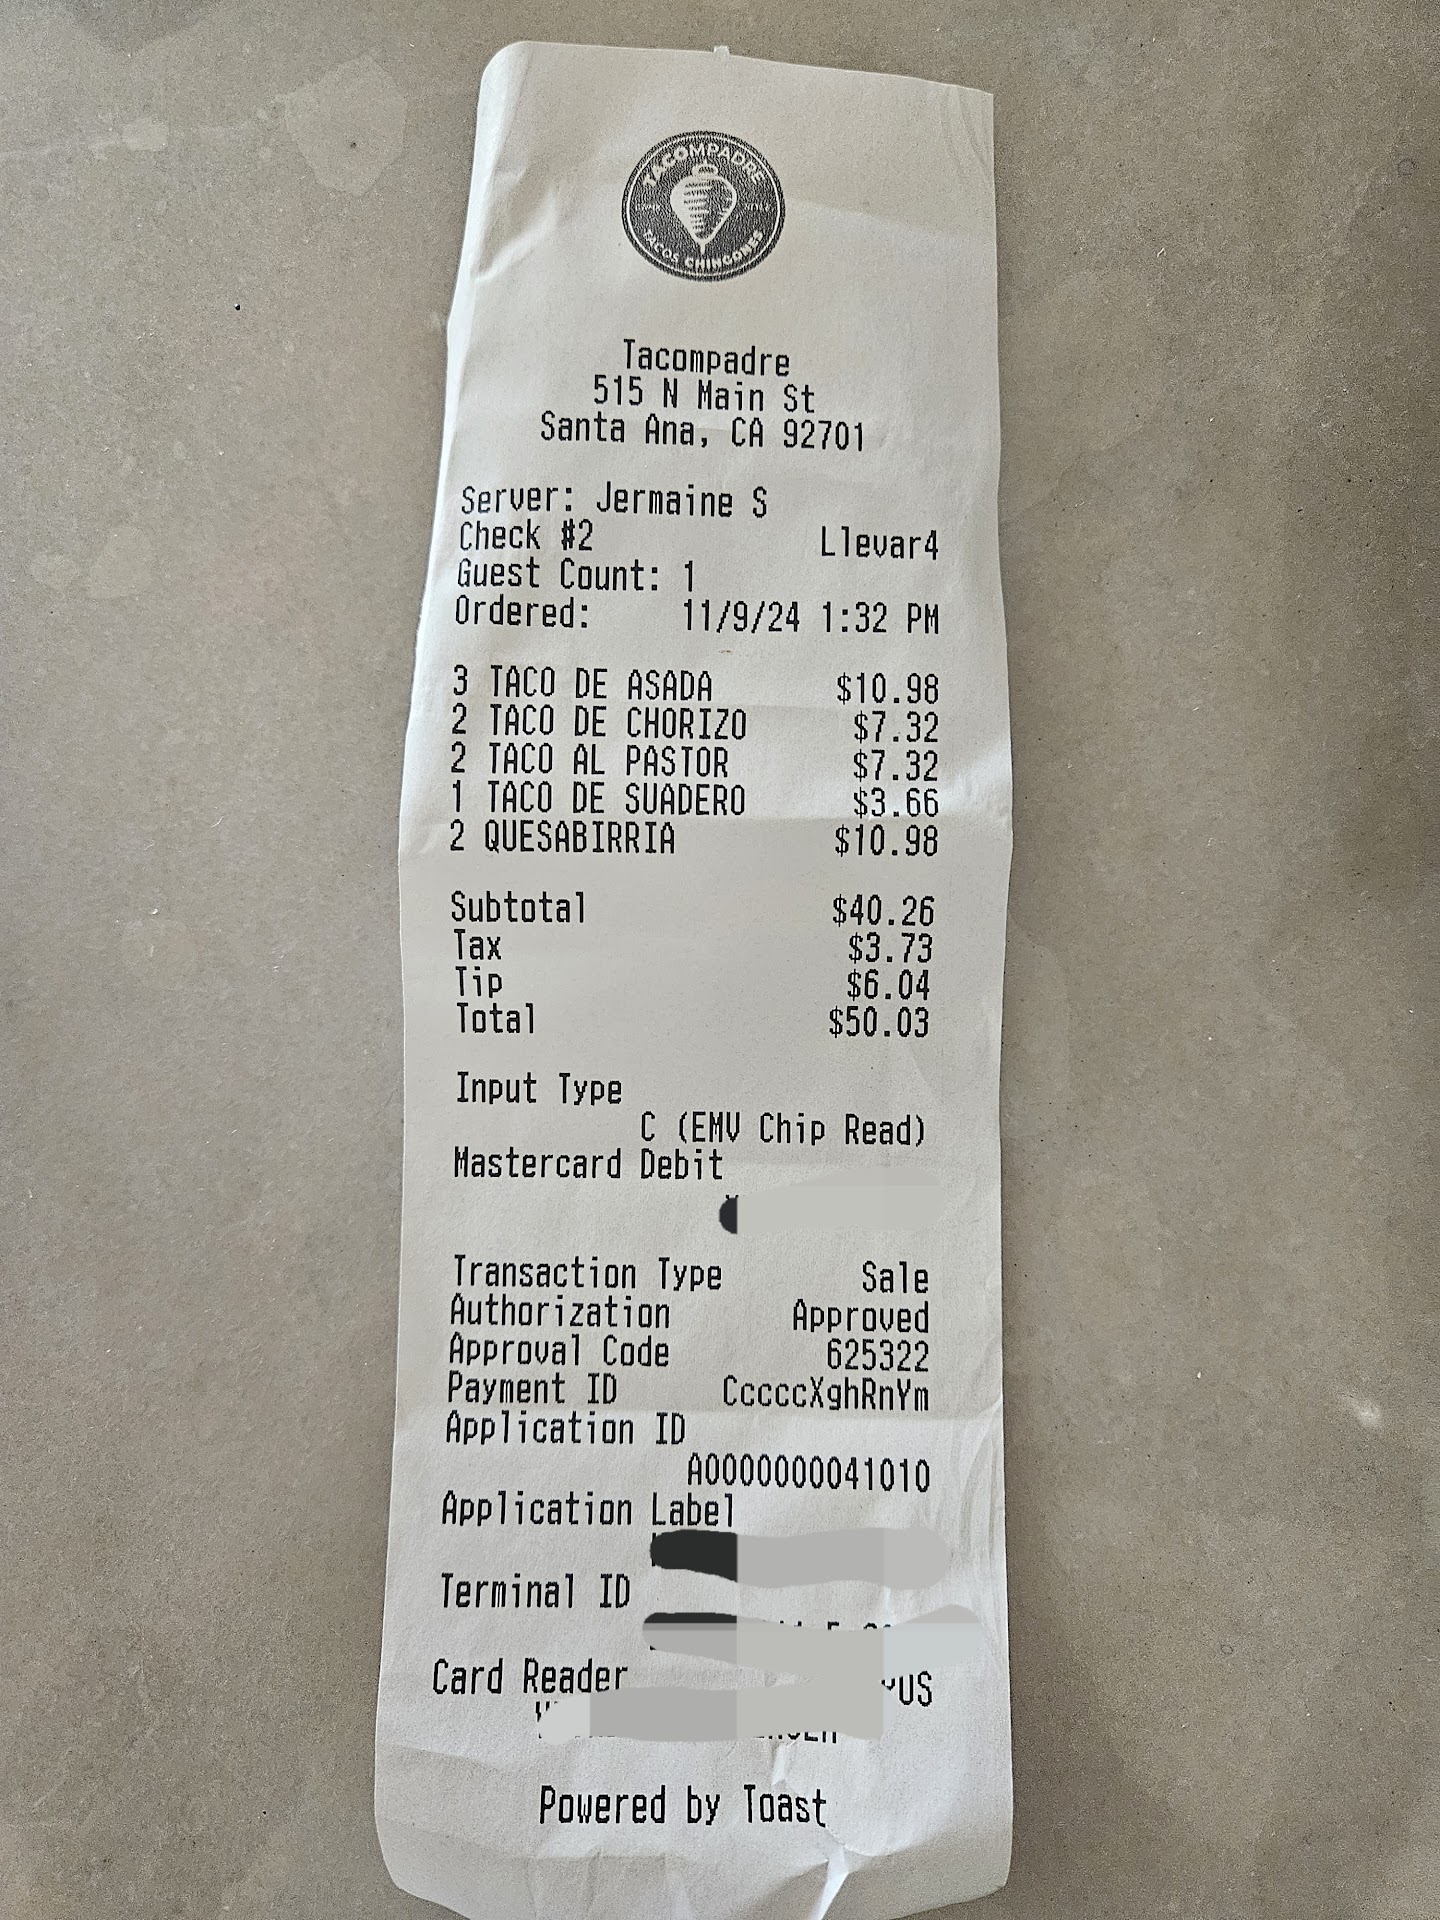 TACOMPADRE
TACOS CHINGONES
Tacompadre
515 N Main St
Santa Ana, CA 92701
Server: Jermaine S
Check #2 Llevar4
Guest Count: 1
Ordered: 11/9/24 1:32 PM
3 TACO DE ASADA $10.98
2 TACO DE CHORIZO $7.32
2 TACO AL PASTOR $7.32
1 TACO DE SUADERO $3.66
2 QUESABIRRIA $10.98
Subtotal $40.26
Tax $3.73
Tip $6.04
Total $50.03
Input Type
C (EMV Chip Read)
Mastercard Debit
Transaction Type Sale
Authorization Approved
Approval Code 625322
Payment ID CccccXghRnYm
Application ID
A0000000041010
Application Label
Terminal ID
Card Reader
Powered by Toast